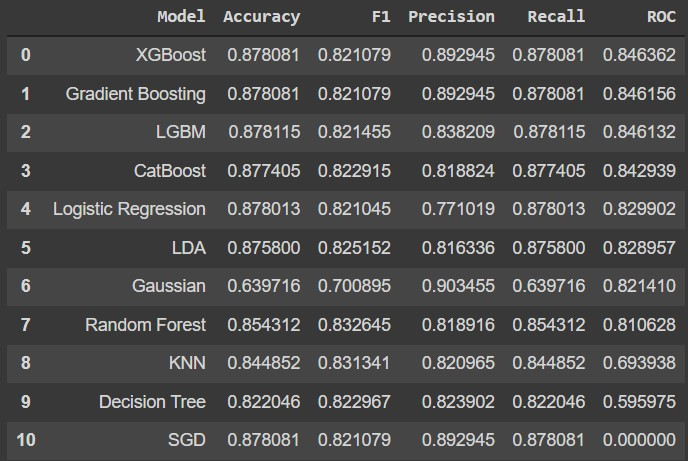 Model Accuracy F1 Precision Recall ROC
0 XGBoost 0.878081 0.821079 0.892945 0.878081 0.846362
1 Gradient Boosting 0.878081 0.821079 0.892945 0.878081 0.846156
2 LGBM 0.878115 0.821455 0.838209 0.878115 0.846132
3 CatBoost 0.877405 0.822915 0.818824 0.877405 0.842939
4 Logistic Regression 0.878013 0.821045 0.771019 0.878013 0.829902
5 LDA 0.875800 0.825152 0.816336 0.875800 0.828957
6 Gaussian 0.639716 0.700895 0.903455 0.639716 0.821410
7 Random Forest 0.854312 0.832645 0.818916 0.854312 0.810628
8 KNN 0.844852 0.831341 0.820965 0.844852 0.693938
9 Decision Tree 0.822046 0.822967 0.823902 0.822046 0.595975
10 SGD 0.878081 0.821079 0.892945 0.878081 0.000000